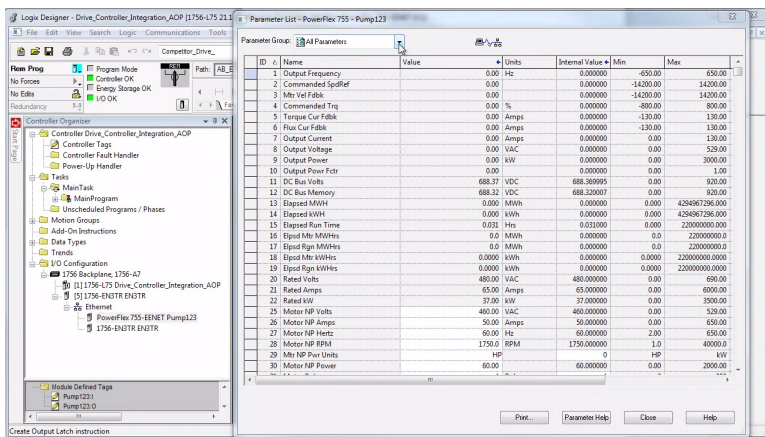 Logix Designer - Drive_Controller_Integration_AOP [1756-L75 21.1
File Edit View Search Logic Communications Tools
Competitor_Drive_
Rem Prog
Program Mode
REM
Path: AB_E
No Forces
Controller OK
Energy Storage OK
No Edits
I/O OK
Redundancy
Controller Organizer
Start Page
Controller Drive_Controller_Integration_AOP
Controller Tags
Controller Fault Handler
Power-Up Handler
Tasks
MainTask
MainProgram
Unscheduled Programs / Phases
Motion Groups
Add-On Instructions
Data Types
Trends
I/O Configuration
1756 Backplane, 1756-A7
[1] 1756-L75 Drive_Controller_Integration_AOP
[5] 1756-EN3TR EN3TR
Ethernet
PowerFlex 755-EENET Pump123
1756-EN3TR EN3TR
Module Defined Tags
Pump123:I
Pump123:O
Create Output Latch instruction
Parameter List - PowerFlex 755 - Pump123
Parameter Group: All Parameters
ID Name Value Units Internal Value Min Max
1 Output Frequency 0.00 Hz 0.000000 -650.00 650.00
2 Commanded SpdRef 0.00 0.000000 -14200.00 14200.00
3 Mtr Vel Fdbk 0.00 0.000000 -14200.00 14200.00
4 Commanded Trq 0.00 % 0.000000 -800.00 800.00
5 Torque Cur Fdbk 0.00 Amps 0.000000 -130.00 130.00
6 Flux Cur Fdbk 0.00 Amps 0.000000 -130.00 130.00
7 Output Current 0.00 Amps 0.000000 0.00 130.00
8 Output Voltage 0.00 VAC 0.000000 0.00 529.00
9 Output Power 0.00 kW 0.000000 0.00 3000.00
10 Output Powr Fctr 0.00 0.000000 0.00 1.00
11 DC Bus Volts 688.37 VDC 688.369995 0.00 920.00
12 DC Bus Memory 688.32 VDC 688.320007 0.00 920.00
13 Elapsed MWH 0.000 MWh 0.000000 0.000 4294967296.000
14 Elapsed kWH 0.000 kWh 0.000000 0.000 4294967296.000
15 Elapsed Run Time 0.031 Hrs 0.031000 0.000 220000000.000
16 Elpsd Mtr MWHrs 0.0 MWh 0.000000 0.0 220000000.0
17 Elpsd Rgn MWHrs 0.0 MWh 0.000000 0.0 220000000.0
18 Elpsd Mtr kWHrs 0.0000 kWh 0.000000 0.0000 220000000.0000
19 Elpsd Rgn kWHrs 0.0000 kWh 0.000000 0.0000 220000000.0000
20 Rated Volts 480.00 VAC 480.000000 0.00 690.00
21 Rated Amps 65.00 Amps 65.000000 0.00 6000.00
22 Rated kW 37.00 kW 37.000000 0.00 3500.00
25 Motor NP Volts 460.00 VAC 460.000000 0.00 529.00
26 Motor NP Amps 50.00 Amps 50.000000 0.00 650.00
27 Motor NP Hertz 60.00 Hz 60.000000 2.00 650.00
28 Motor NP RPM 1750.0 RPM 1750.000000 1.0 40000.0
29 Mtr NP Pwr Units HP 0 HP kW
30 Motor NP Power 60.00 60.000000 0.00 2000.00
Print... Parameter Help Close Help